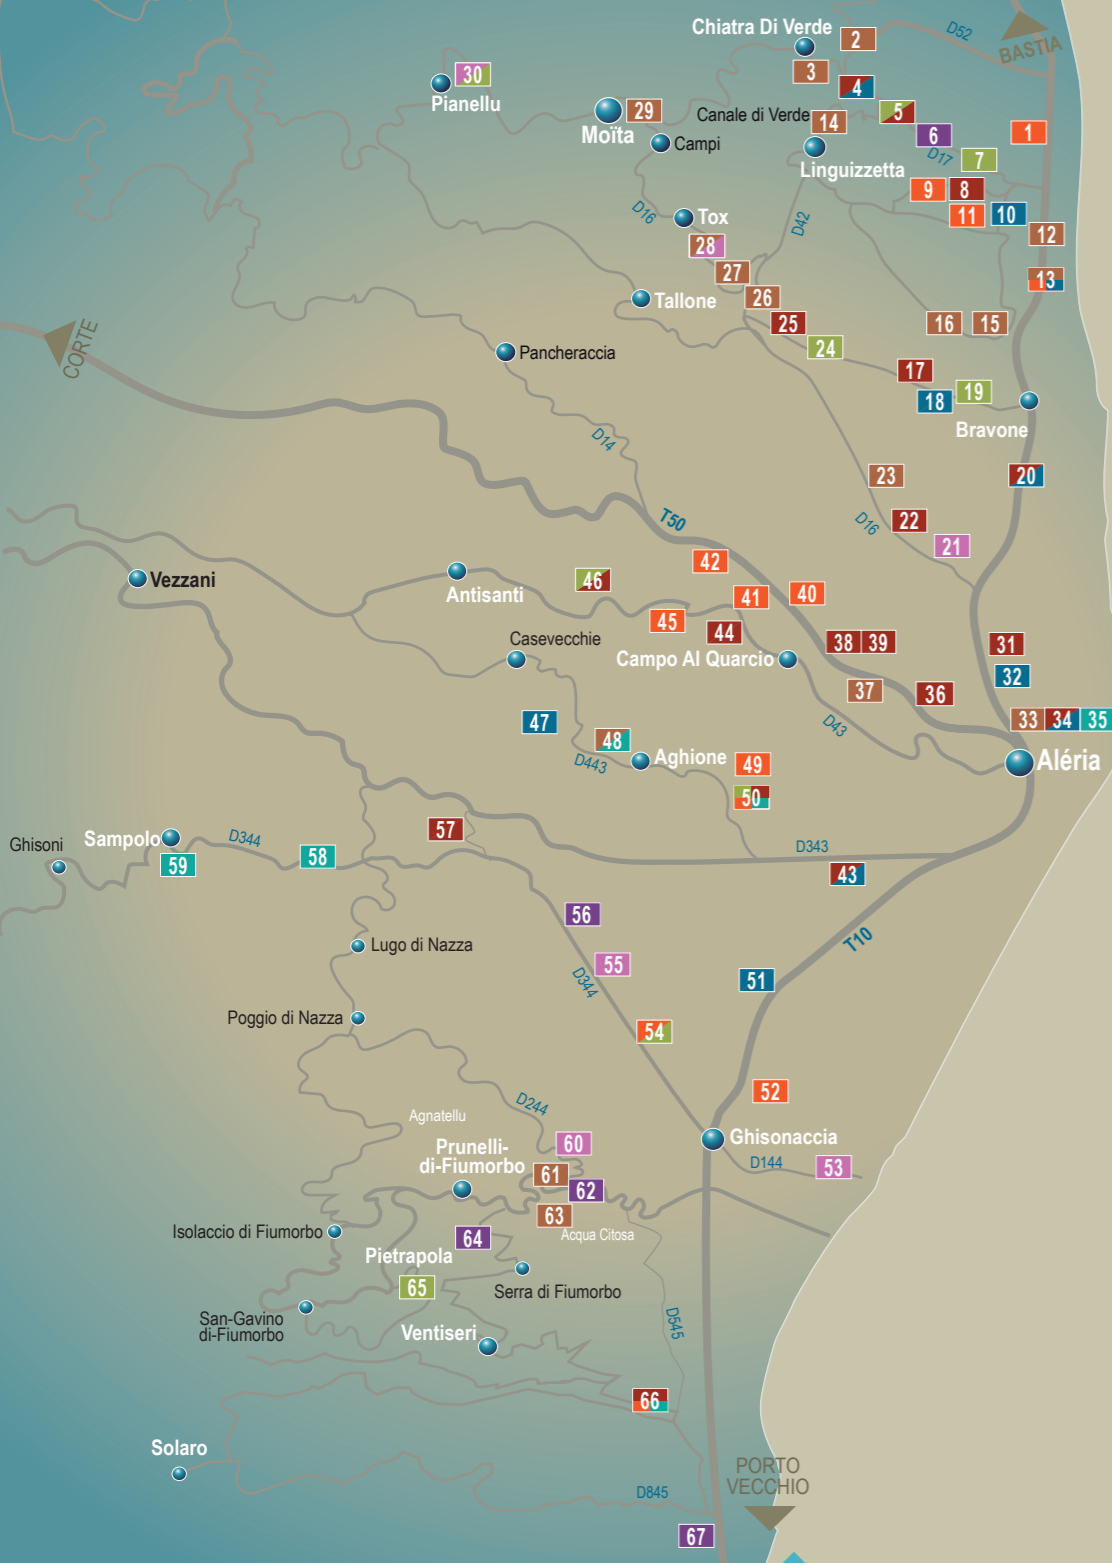 Chiatra Di Verde
2
D52
BASTIA
3
30
4
Pianellu
29
Canale di Verde
14
5
Moïta
6
1
Campi
D17
7
Linguizzetta
9
8
D16
Tox
D42
11
10
12
28
27
13
Tallone
26
25
16
15
CORTE
Pancheraccia
24
17
18
19
Bravone
D14
23
20
T50
22
D16
21
42
Vezzani
Antisanti
46
41
40
45
Casevecchie
44
38
39
31
Campo Al Quarcio
32
37
36
47
33
34
35
48
D43
D443
Aghione
49
Aléria
50
57
Ghisoni
Sampolo
D344
D343
59
58
43
56
Lugo di Nazza
T10
55
D344
51
Poggio di Nazza
54
52
D244
Agnatellu
60
Ghisonaccia
Prunelli-
di-Fiumorbo
61
D144
53
62
63
Isolaccio di Fiumorbo
64
Acqua Citosa
Pietrapola
65
Serra di Fiumorbo
San-Gavino
di-Fiumorbo
Ventiseri
D545
66
Solaro
PORTO
VECCHIO
D845
67